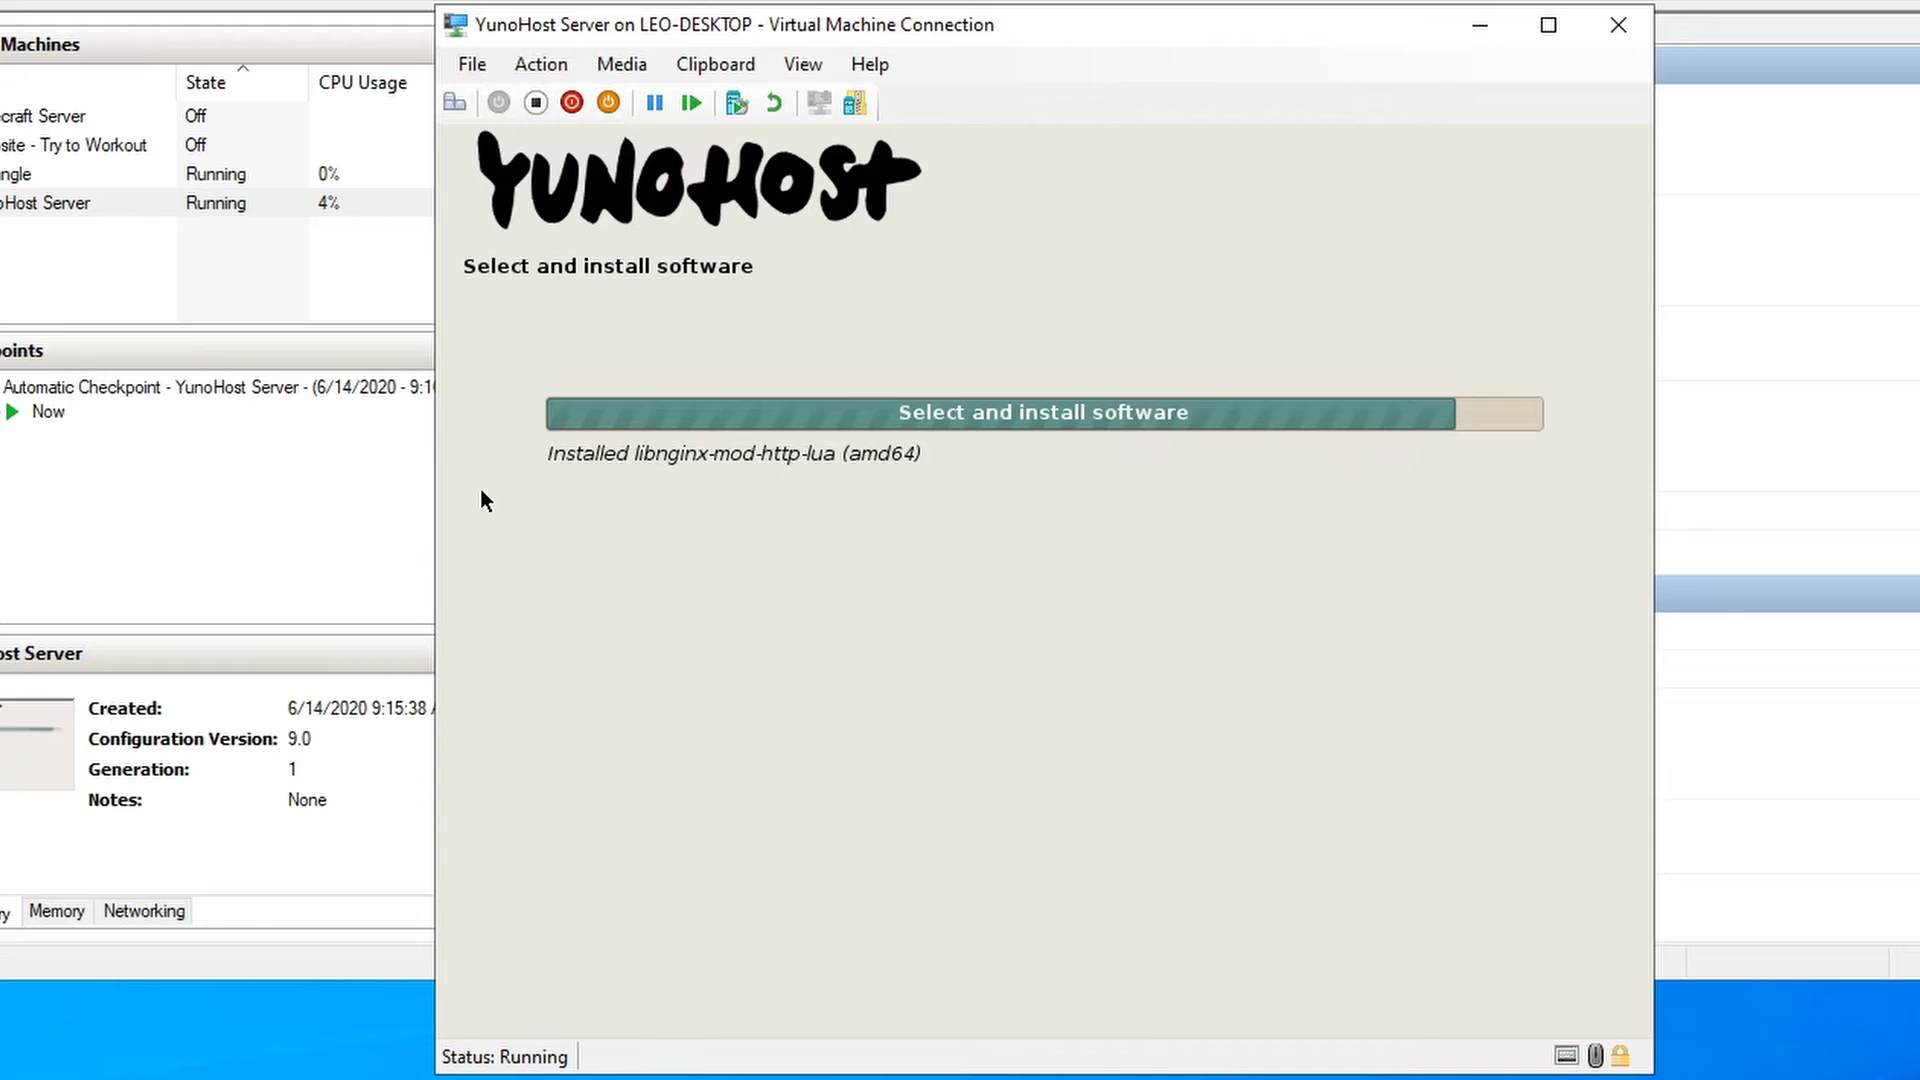 YunoHost Server on LEO-DESKTOP - Virtual Machine Connection
File Action Media Clipboard View Help
Machines
State CPU Usage
craft Server Off
site - Try to Workout Off
ngle Running 0%
oHost Server Running 4%
points
Automatic Checkpoint - YunoHost Server - (6/14/2020 - 9:1
Now
ost Server
Created: 6/14/2020 9:15:38
Configuration Version: 9.0
Generation: 1
Notes: None
ry Memory Networking
YUNOHOST
Select and install software
Select and install software
Installed libnginx-mod-http-lua (amd64)
Status: Running